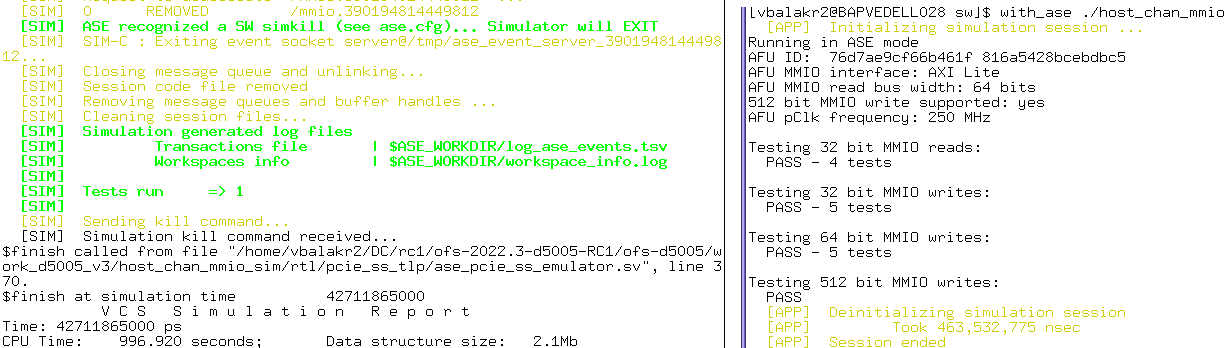 [SIM]  0      REMOVED      /mmio.390194814449812
[SIM]  ASE recognized a SW simkill (see ase.cfg)... Simulator will EXIT
[SIM]  SIM-C : Exiting event socket server@/tmp/ase_event_server_3901948144498
12...
[SIM]  Closing message queue and unlinking...
[SIM]  Session code file removed
[SIM]  Removing message queues and buffer handles ...
[SIM]  Cleaning session files...
[SIM]  Simulation generated log files
[SIM]          Transactions file       | $ASE_WORKDIR/log_ase_events.tsv
[SIM]          Workspaces info         | $ASE_WORKDIR/workspace_info.log
[SIM]
[SIM]  Tests run     => 1
[SIM]
[SIM]  Sending kill command...
[SIM]  Simulation kill command received...
$finish called from file "/home/vbalakr2/DC/rc1/ofs-2022.3-d5005-RC1/ofs-d5005/w
ork_d5005_v3/host_chan_mmio_sim/rtl/pcie_ss_tlp/ase_pcie_ss_emulator.sv", line 3
70.
$finish at simulation time          42711865000
V C S   S i m u l a t i o n   R e p o r t
Time: 42711865000 ps
CPU Time:    996.920 seconds;       Data structure size:   2.1Mb
[vbalakr2@BAPVEDELLO28 sw]$ with_ase ./host_chan_mmio
[APP]  Initializing simulation session ...
Running in ASE mode
AFU ID:  76d7ae9cf66b461f 816a5428bcebdbc5
AFU MMIO interface: AXI Lite
AFU MMIO read bus width: 64 bits
512 bit MMIO write supported: yes
AFU pClk frequency: 250 MHz
Testing 32 bit MMIO reads:
PASS - 4 tests
Testing 32 bit MMIO writes:
PASS - 5 tests
Testing 64 bit MMIO writes:
PASS - 5 tests
Testing 512 bit MMIO writes:
PASS
[APP]  Deinitializing simulation session
[APP]         Took 463,532,775 nsec
[APP]  Session ended